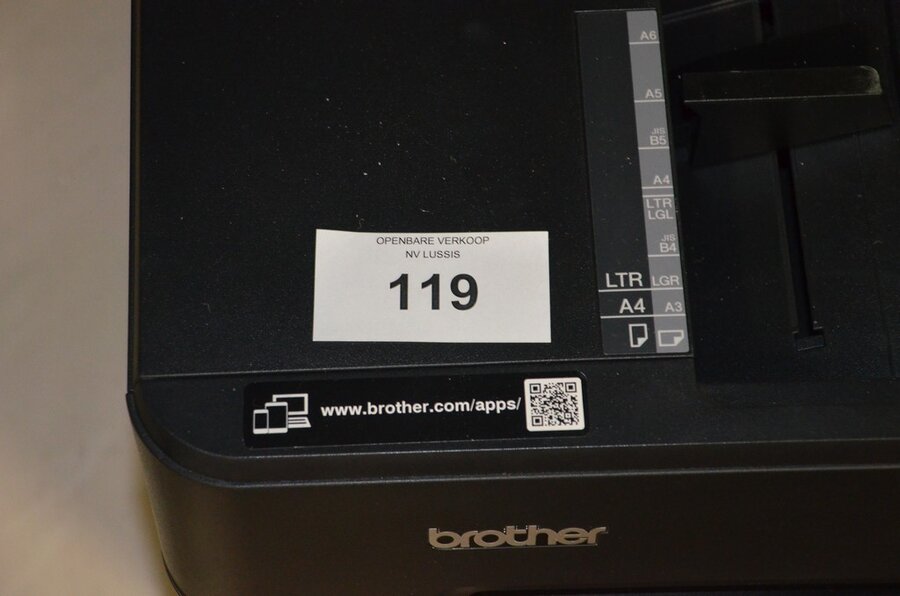 A6
A5
JIS
B5
A4
LTR
LGL
JIS
B4
LTR LGR
A4 A3
OPENBARE VERKOOP
NV LUSSIS
119
www.brother.com/apps/
brother